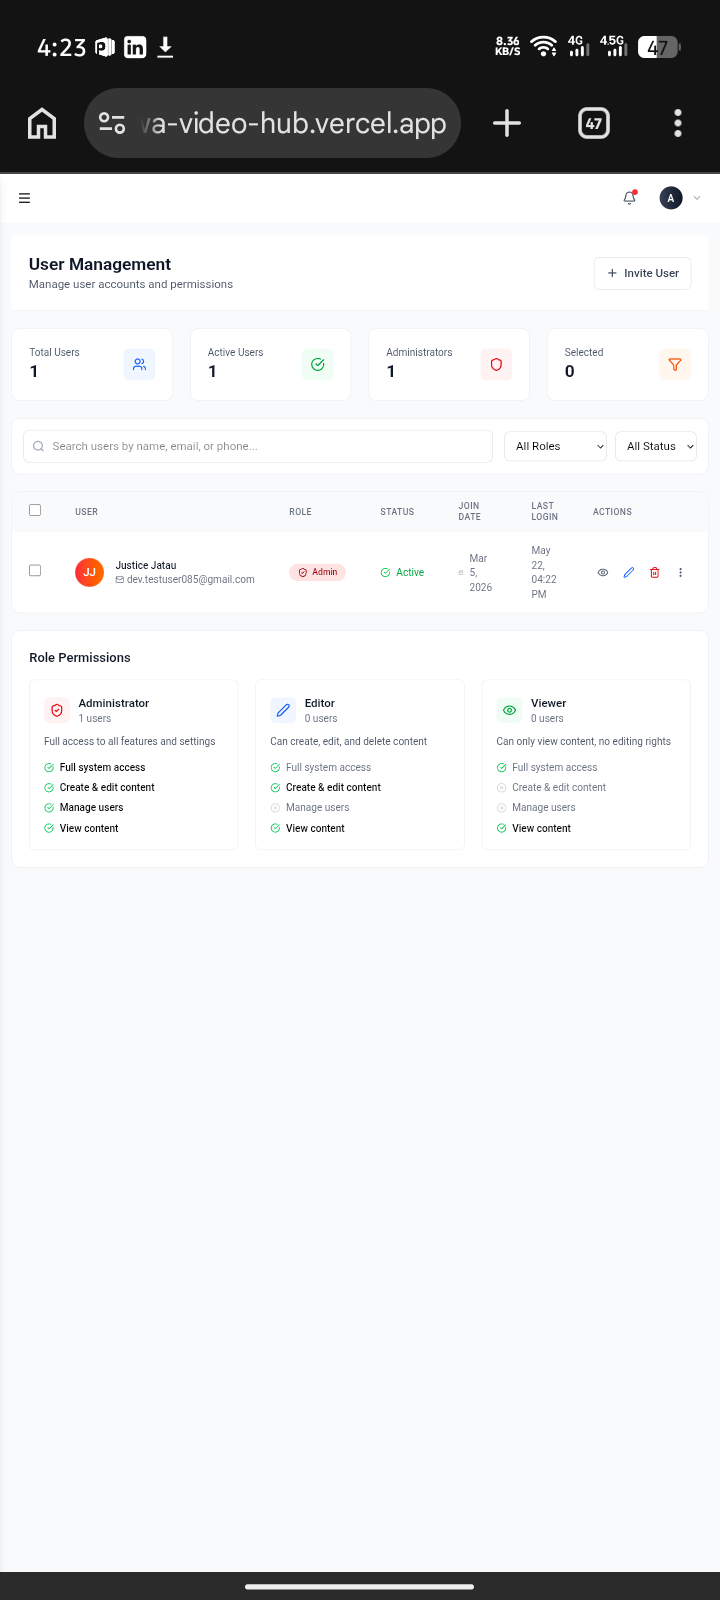 4:23
8.36 KB/S 4G 4.5G 47
va-video-hub.vercel.app
47
A
User Management
Manage user accounts and permissions
Invite User
Total Users
1
Active Users
1
Administrators
1
Selected
0
Search users by name, email, or phone...
All Roles
All Status
USER
ROLE
STATUS
JOIN
DATE
LAST
LOGIN
ACTIONS
JJ
Justice Jatau
dev.testuser085@gmail.com
Admin
Active
Mar
5,
2026
May
22,
04:22
PM
Role Permissions
Administrator
1 users
Full access to all features and settings
Full system access
Create & edit content
Manage users
View content
Editor
0 users
Can create, edit, and delete content
Full system access
Create & edit content
Manage users
View content
Viewer
0 users
Can only view content, no editing rights
Full system access
Create & edit content
Manage users
View content